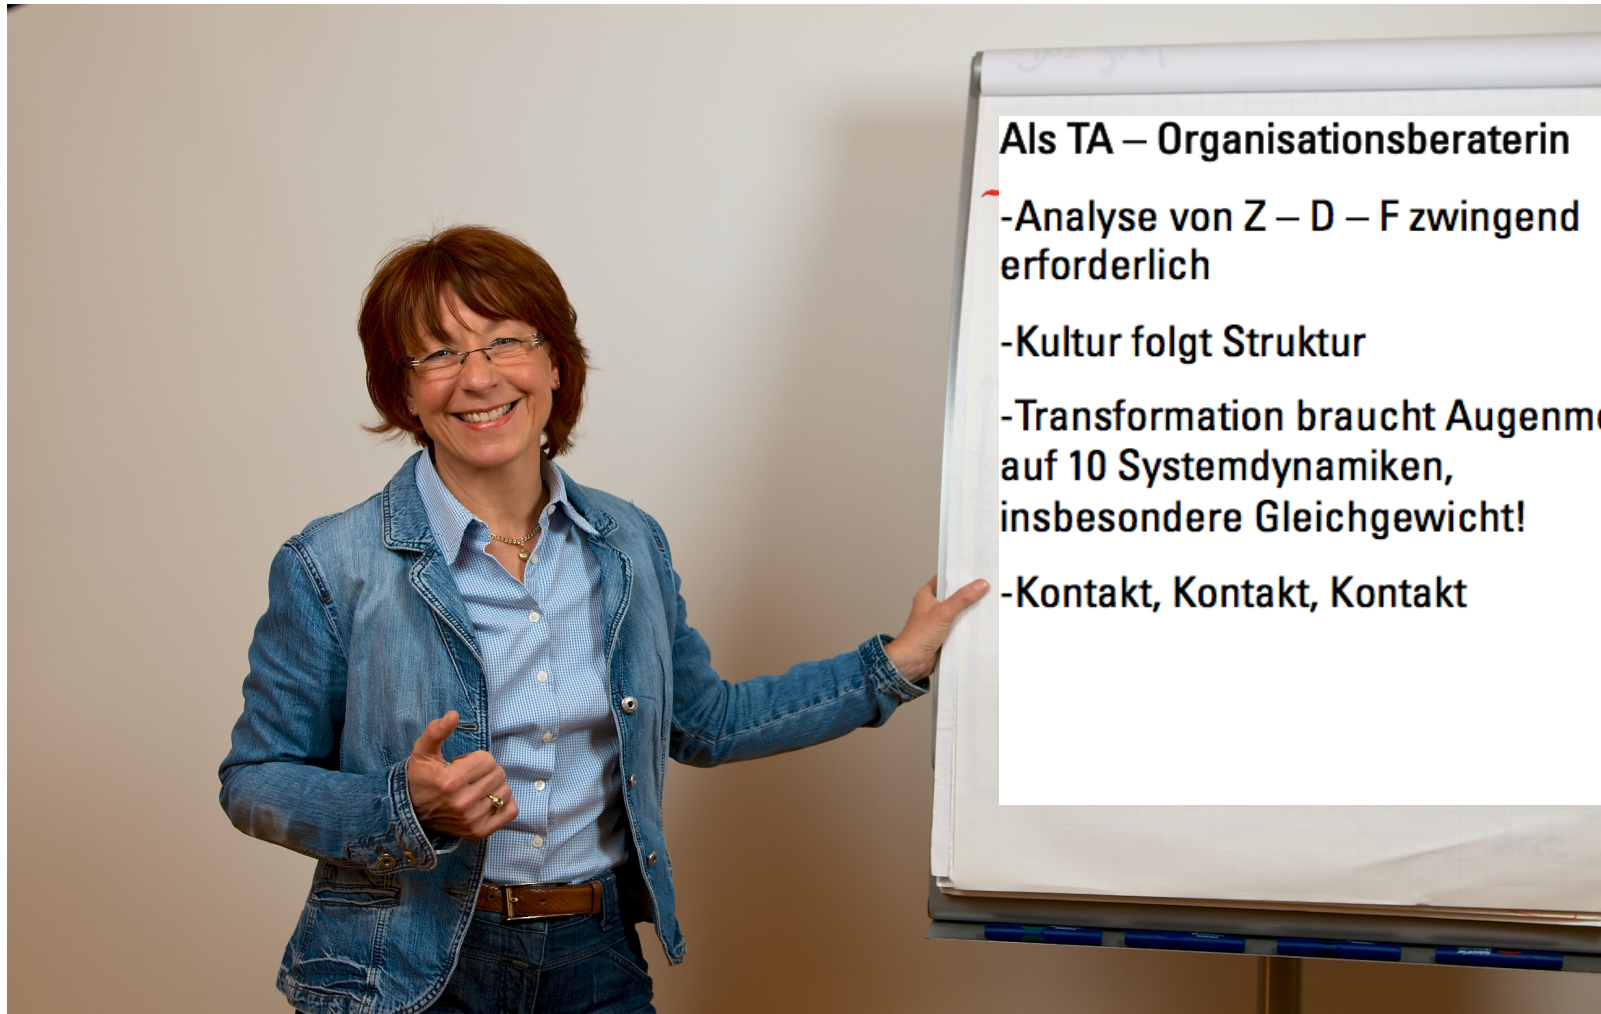 Als TA – Organisationsberaterin
-Analyse von Z – D – F zwingend
erforderlich
-Kultur folgt Struktur
-Transformation braucht
auf 10 Systemdynamiken,
insbesondere Gleichgewicht!
-Kontakt, Kontakt, Kontakt